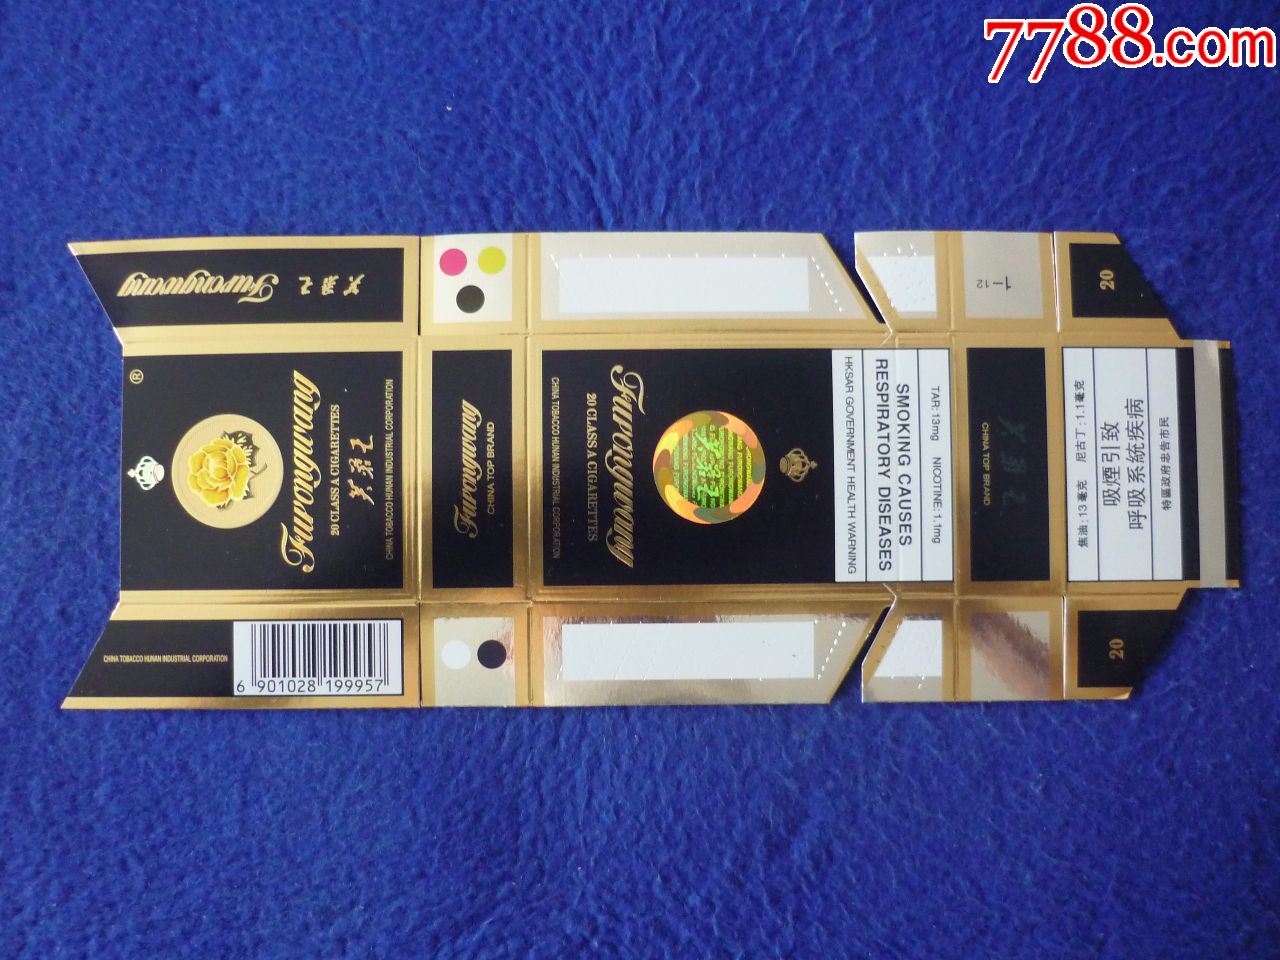 7788.com
Furongwang
芙蓉王
®
Furongwang
20 CLASS A CIGARETTES
芙蓉王
CHINA TOBACCO HUNAN INDUSTRIAL CORPORATION
CHINA TOBACCO HUNAN INDUSTRIAL CORPORATION
6 901028 199957
Furongwang
CHINA TOP BRAND
CHINA TOBACCO HUNAN INDUSTRIAL CORPORATION
20 CLASS A CIGARETTES
Furongwang
HKSAR GOVERNMENT HEALTH WARNING
SMOKING CAUSES
RESPIRATORY DISEASES
TAR:13mg NICOTINE:1.1mg
CHINA TOP BRAND
芙蓉王
1-12
20
焦油:13毫克 尼古丁:1.1毫克
吸煙引致
呼吸系統疾病
特區政府忠告市民
20